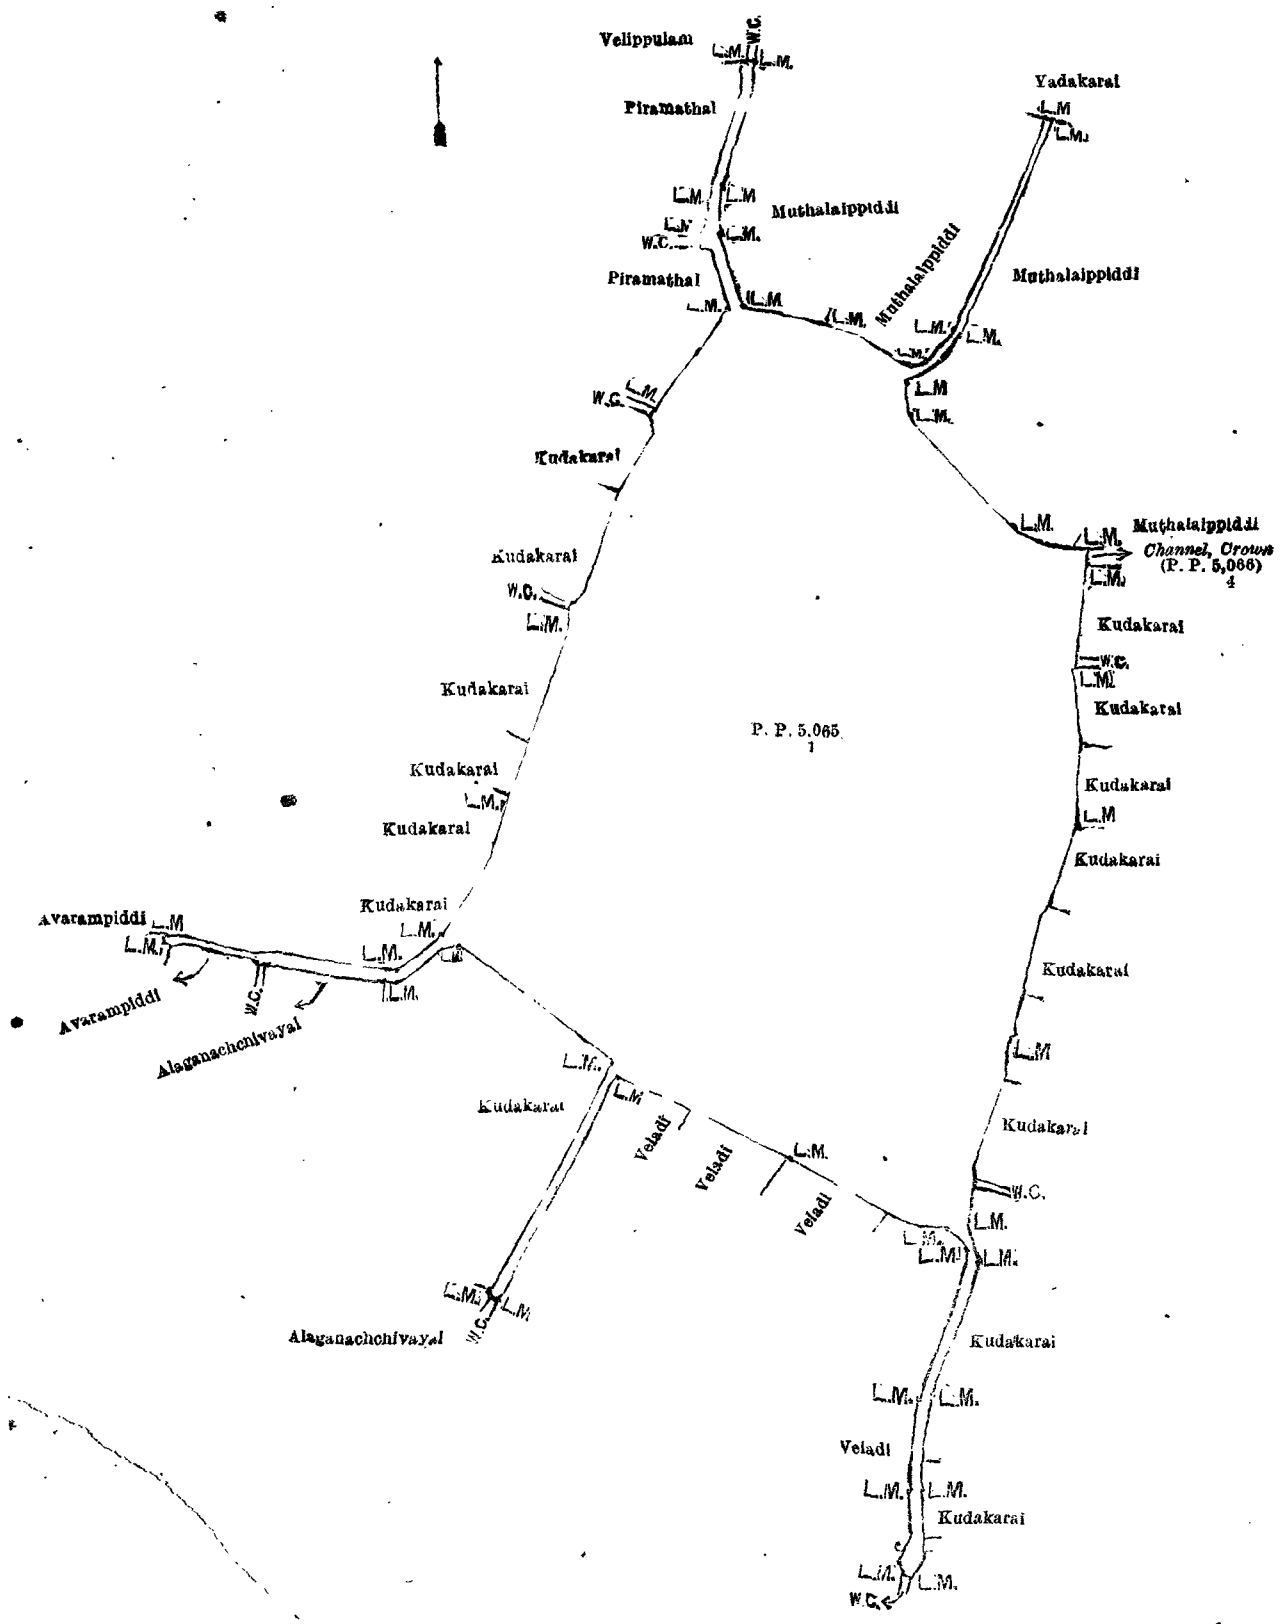 Velippulam
W.C.
L.M.
L.M.
Piramathal
Yadakarai
L.M
L.M.
L.M.
L.M
Muthalaippiddi
L.M
L.M.
W.C.
Muthalaippiddi
Muthalaippiddi
Piramathal
L.M.
L.M.
L.M.
L.M.
L.M.
L.M.
L.M
L.M.
L.M.
W.C.
Kudakarai
L.M.
L.M.
Muthalaippiddi
Channel, Crown
(P. P. 5,066)
4
L.M.
Kudakarai
W.C.
L.M.
Kudakarai
W.C.
L.M.
Kudakarai
Kudakarai
P. P. 5,065
1
Kudakarai
L.M.
Kudakarai
Kudakarai
L.M
Kudakarai
Kudakarai
L.M.
Avarampiddi
L.M
L.M.
L.M.
L.M.
L.M.
W.C.
Avarampiddi
Alaganachchivayal
Kudakarai
L.M
L.M.
L.M
Kudakarai
Veladi
Veladi
Veladi
L.M.
Kudakarai
W.C.
L.M.
L.M.
L.M.
L.M.
L.M.
L.M
W.C.
Alaganachchivayal
Kudakarai
L.M.
L.M.
Veladi
L.M.
L.M.
Kudakarai
L.M.
L.M.
W.C.